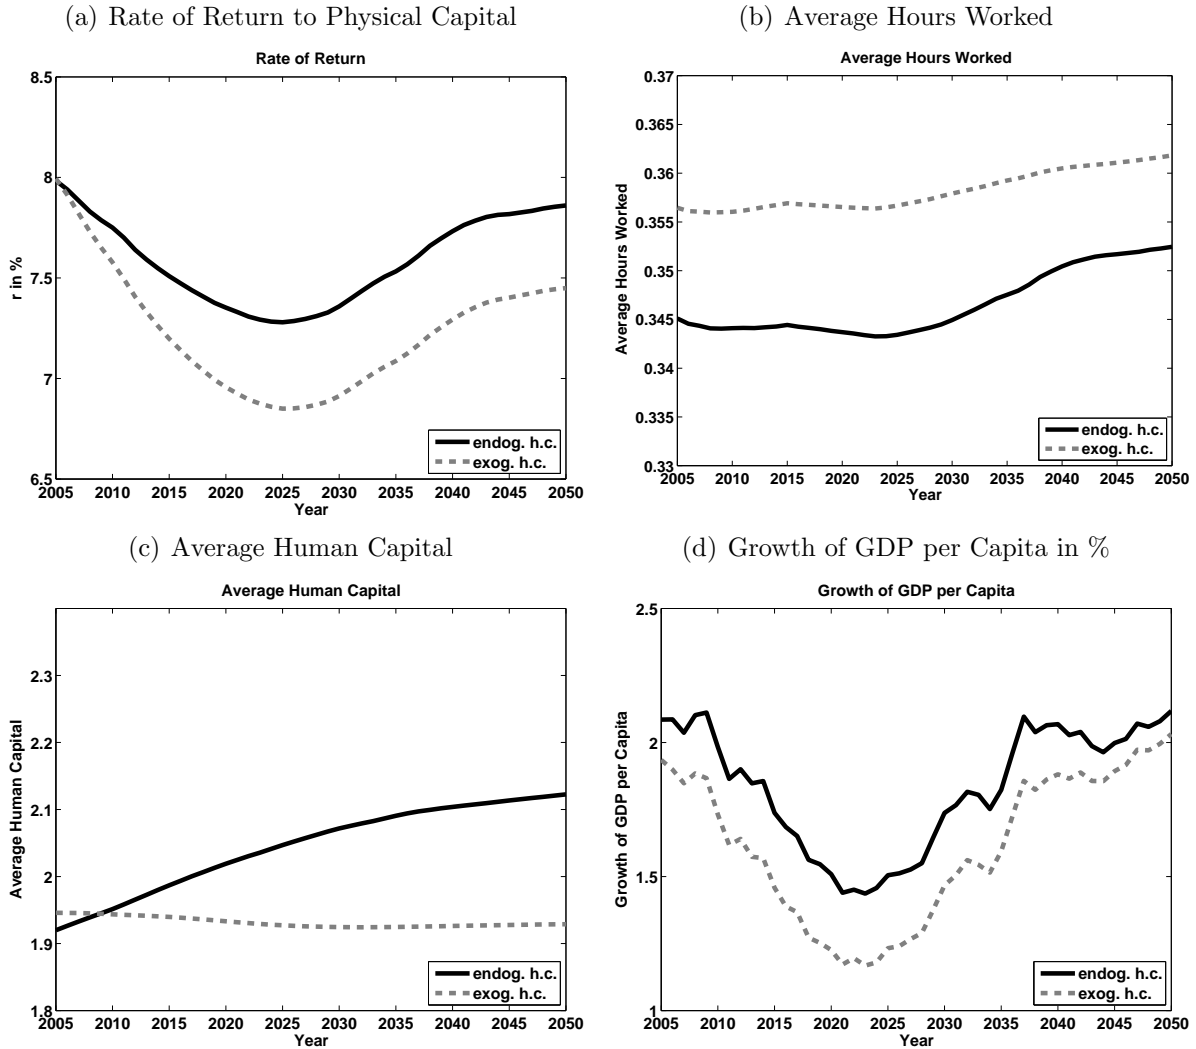 (a) Rate of Return to Physical Capital
Rate of Return
8.5
8
7.5
7
6.5
r in %
2005 2010 2015 2020 2025 2030 2035 2040 2045 2050
Year
endog. h.c.
exog. h.c.
(b) Average Hours Worked
Average Hours Worked
0.37
0.365
0.36
0.355
0.35
0.345
0.34
0.335
0.33
Average Hours Worked
2005 2010 2015 2020 2025 2030 2035 2040 2045 2050
Year
endog. h.c.
exog. h.c.
(c) Average Human Capital
Average Human Capital
2.3
2.2
2.1
2
1.9
1.8
Average Human Capital
2005 2010 2015 2020 2025 2030 2035 2040 2045 2050
Year
endog. h.c.
exog. h.c.
(d) Growth of GDP per Capita in %
Growth of GDP per Capita
2.5
2
1.5
1
Growth of GDP per Capita
2005 2010 2015 2020 2025 2030 2035 2040 2045 2050
Year
endog. h.c.
exog. h.c.